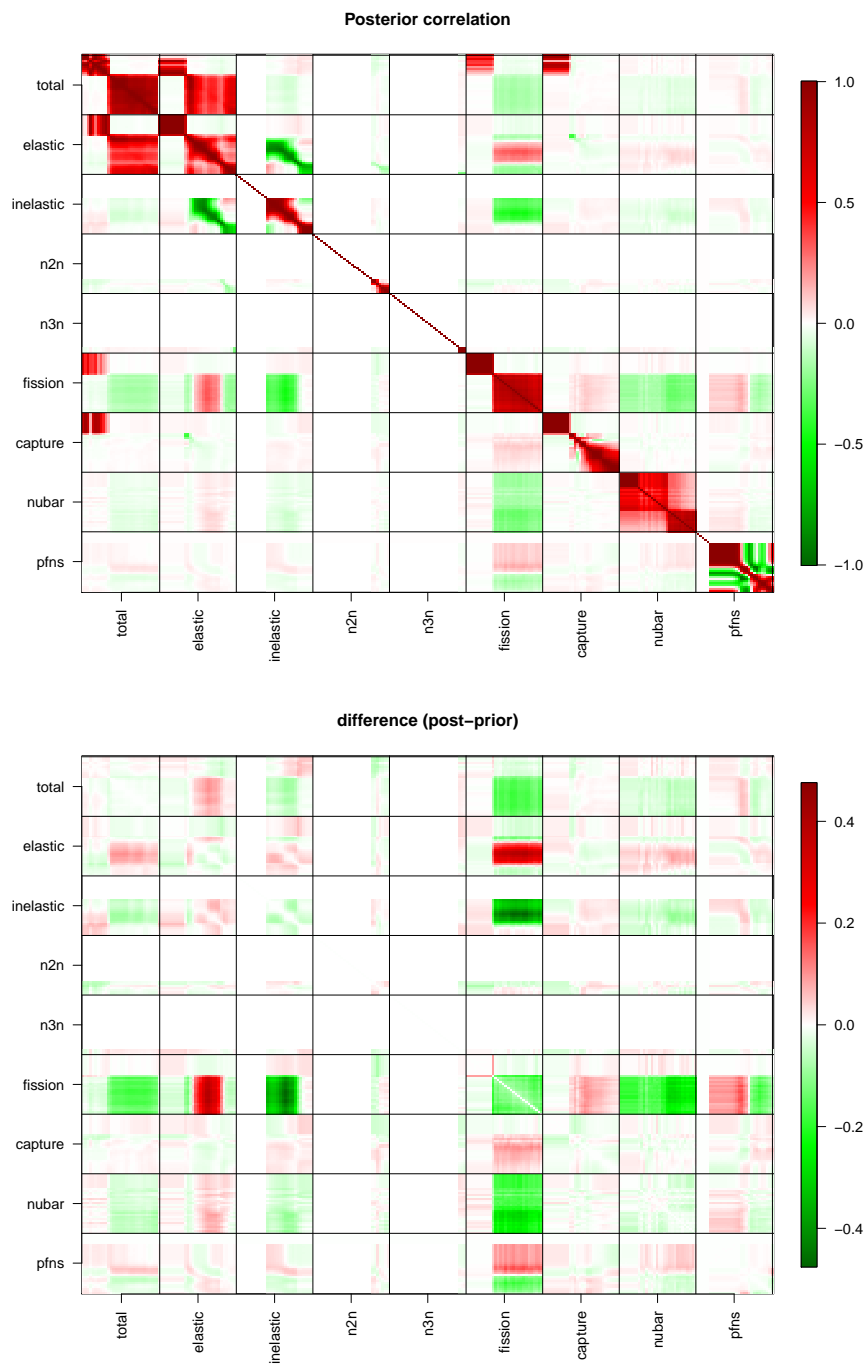 Posterior correlation
total
elastic
inelastic
n2n
n3n
fission
capture
nubar
pfns
1.0
0.5
0.0
−0.5
−1.0
total
elastic
inelastic
n2n
n3n
fission
capture
nubar
pfns
difference (post−prior)
total
elastic
inelastic
n2n
n3n
fission
capture
nubar
pfns
0.4
0.2
0.0
−0.2
−0.4
total
elastic
inelastic
n2n
n3n
fission
capture
nubar
pfns